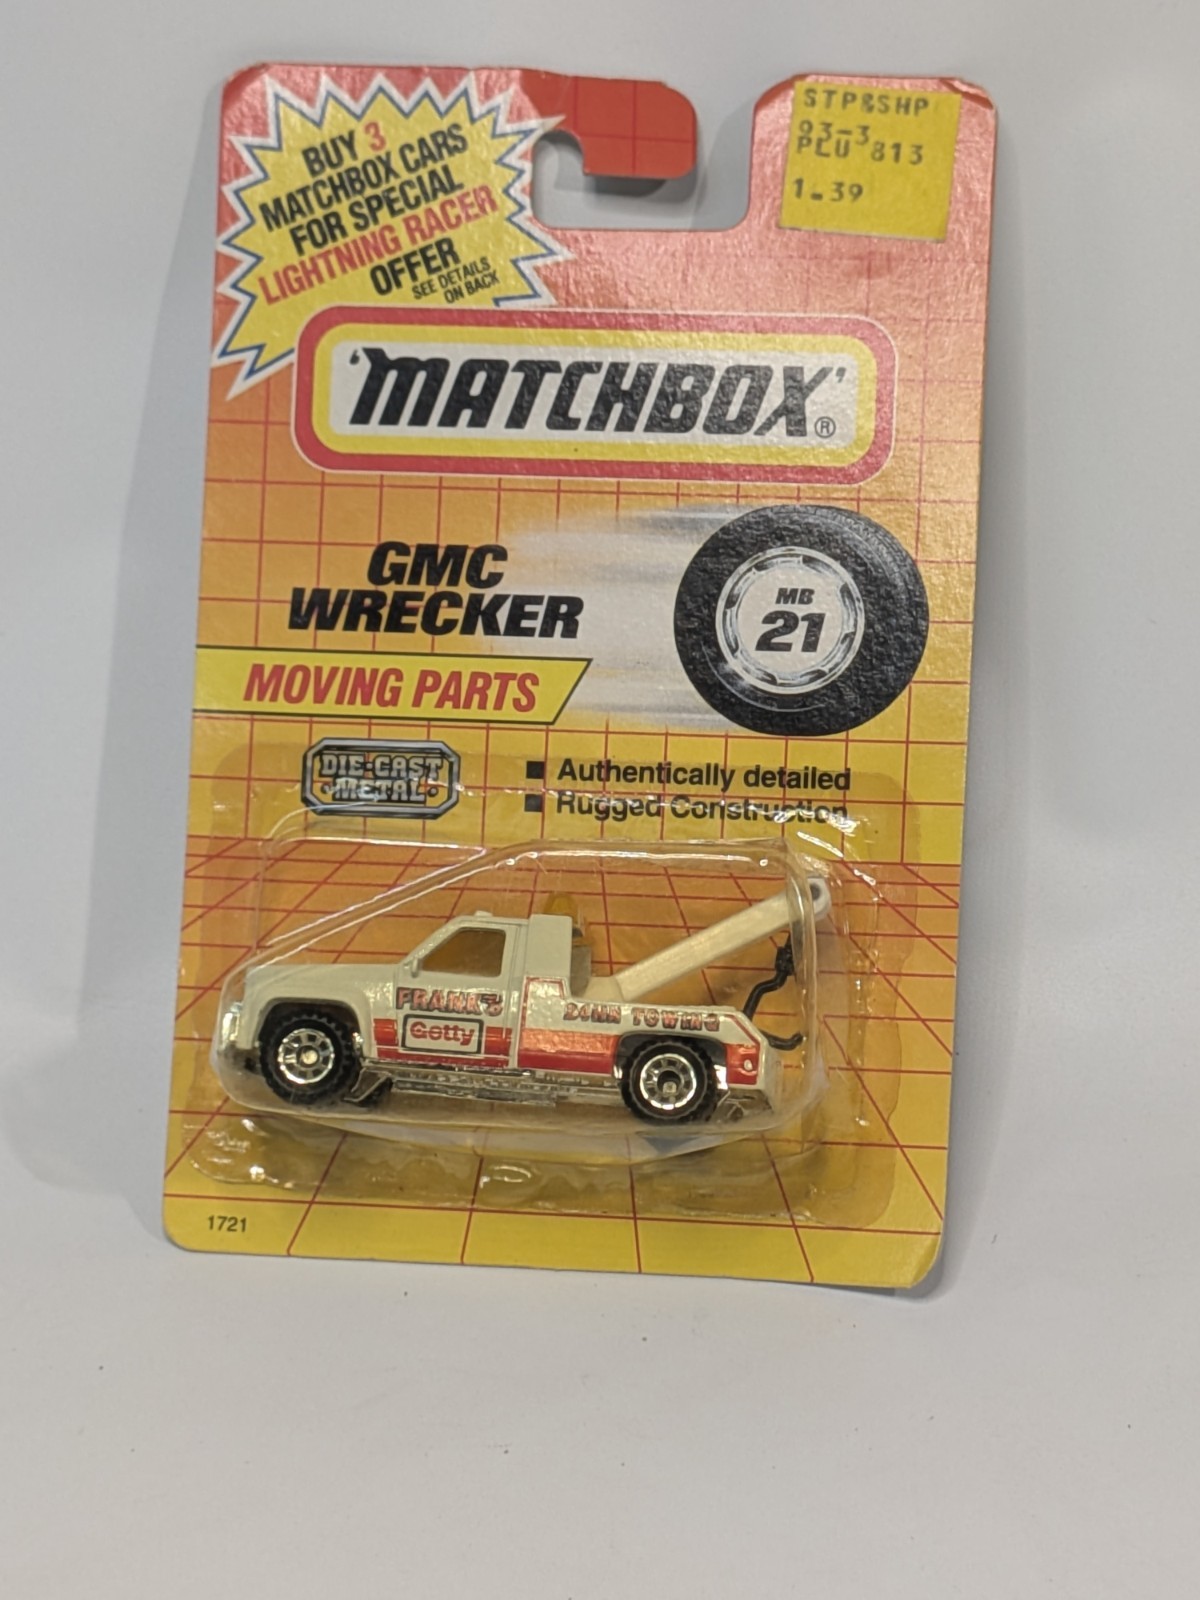 BUY 3
MATCHBOX CARS
FOR SPECIAL
LIGHTNING RACER
OFFER
SEE DETAILS
ON BACK
STP&SHP
93-3
PLU 813
1.39
'MATCHBOX'®
GMC
WRECKER
MB
21
MOVING PARTS
DIE-CAST
METAL
■ Authentically detailed
■ Rugged Construction
FRANK'S
Getty
24HR TOWING
1721